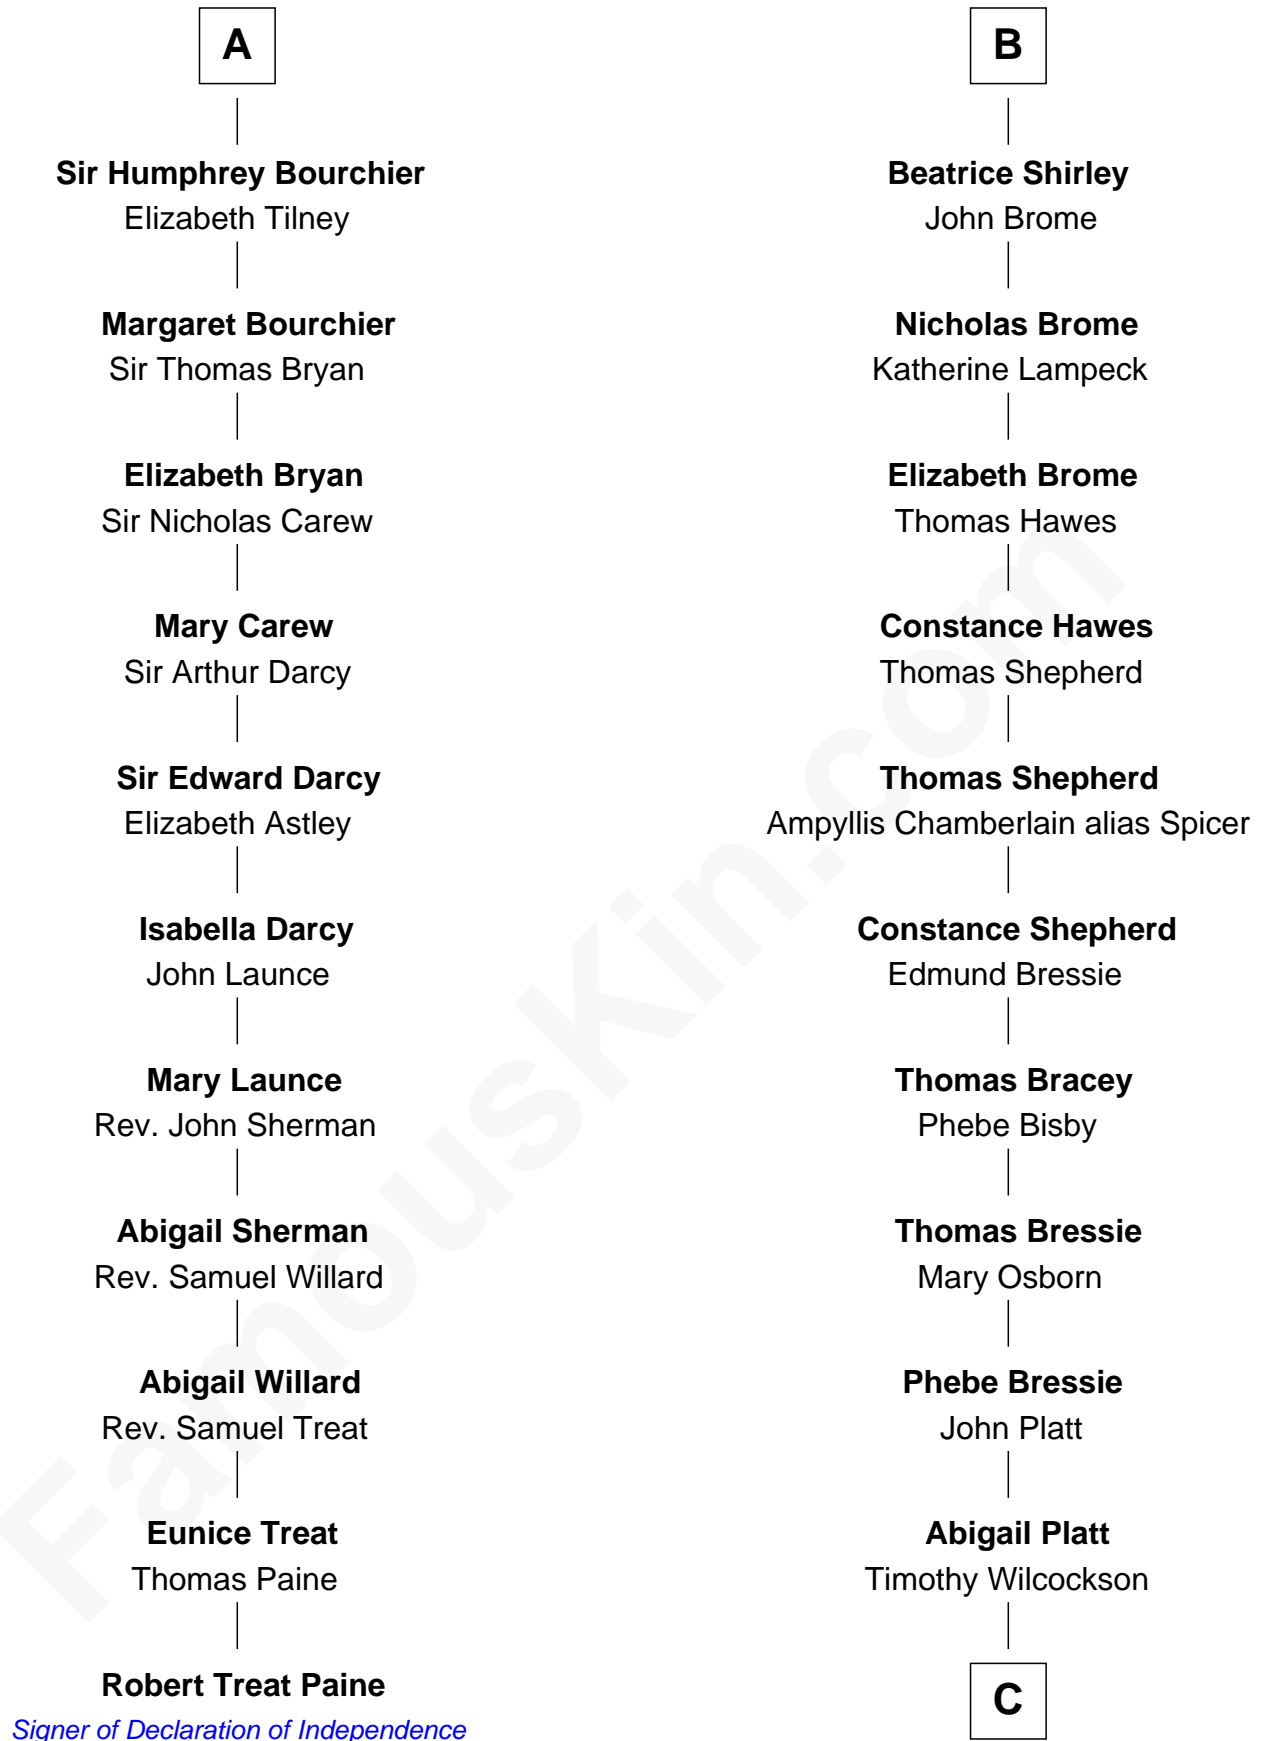 A
Sir Humphrey Bourchier
Elizabeth Tilney
Margaret Bourchier
Sir Thomas Bryan
Elizabeth Bryan
Sir Nicholas Carew
Mary Carew
Sir Arthur Darcy
Sir Edward Darcy
Elizabeth Astley
Isabella Darcy
John Launce
Mary Launce
Rev. John Sherman
Abigail Sherman
Rev. Samuel Willard
Abigail Willard
Rev. Samuel Treat
Eunice Treat
Thomas Paine
Robert Treat Paine
Signer of Declaration of Independence
B
Beatrice Shirley
John Brome
Nicholas Brome
Katherine Lampeck
Elizabeth Brome
Thomas Hawes
Constance Hawes
Thomas Shepherd
Thomas Shepherd
Ampyllis Chamberlain alias Spicer
Constance Shepherd
Edmund Bressie
Thomas Bracey
Phebe Bisby
Thomas Bressie
Mary Osborn
Phebe Bressie
John Platt
Abigail Platt
Timothy Wilcockson
C
FamousKin.com